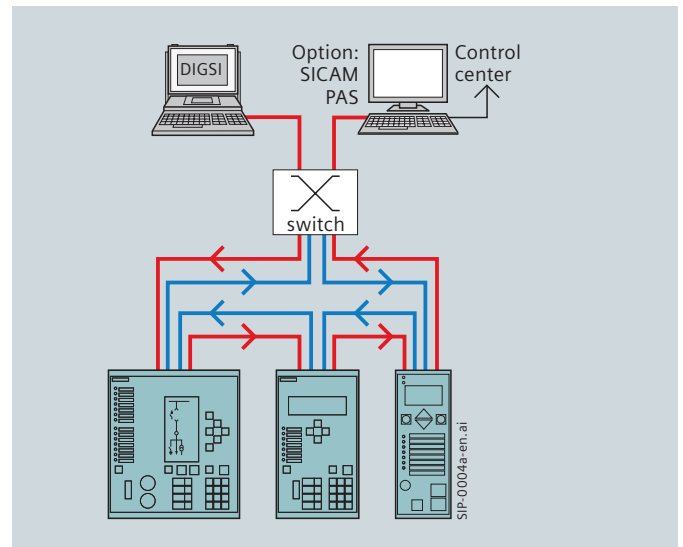 DIGSI
Option:
SICAM
PAS
Control
center
switch
SIP-0004a-en.ai